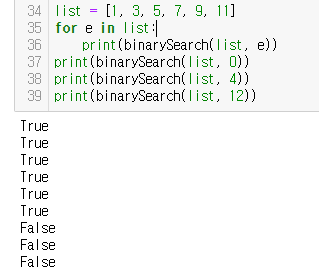 34 list = [1, 3, 5, 7, 9, 11]
35 for e in list:
36     print(binarySearch(list, e))
37 print(binarySearch(list, 0))
38 print(binarySearch(list, 4))
39 print(binarySearch(list, 12))
True
True
True
True
True
True
False
False
False